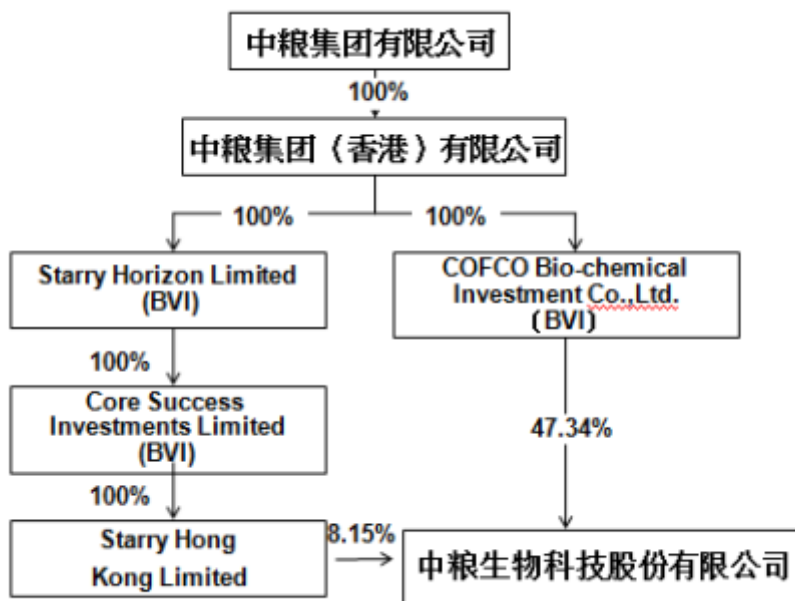 中粮集团有限公司
100%
中粮集团（香港）有限公司
100%
100%
Starry Horizon Limited
(BVI)
COFCO Bio-chemical
Investment Co.,Ltd.
（BVI）
100%
Core Success
Investments Limited
(BVI)
47.34%
100%
Starry Hong
Kong Limited
8.15%
中粮生物科技股份有限公司